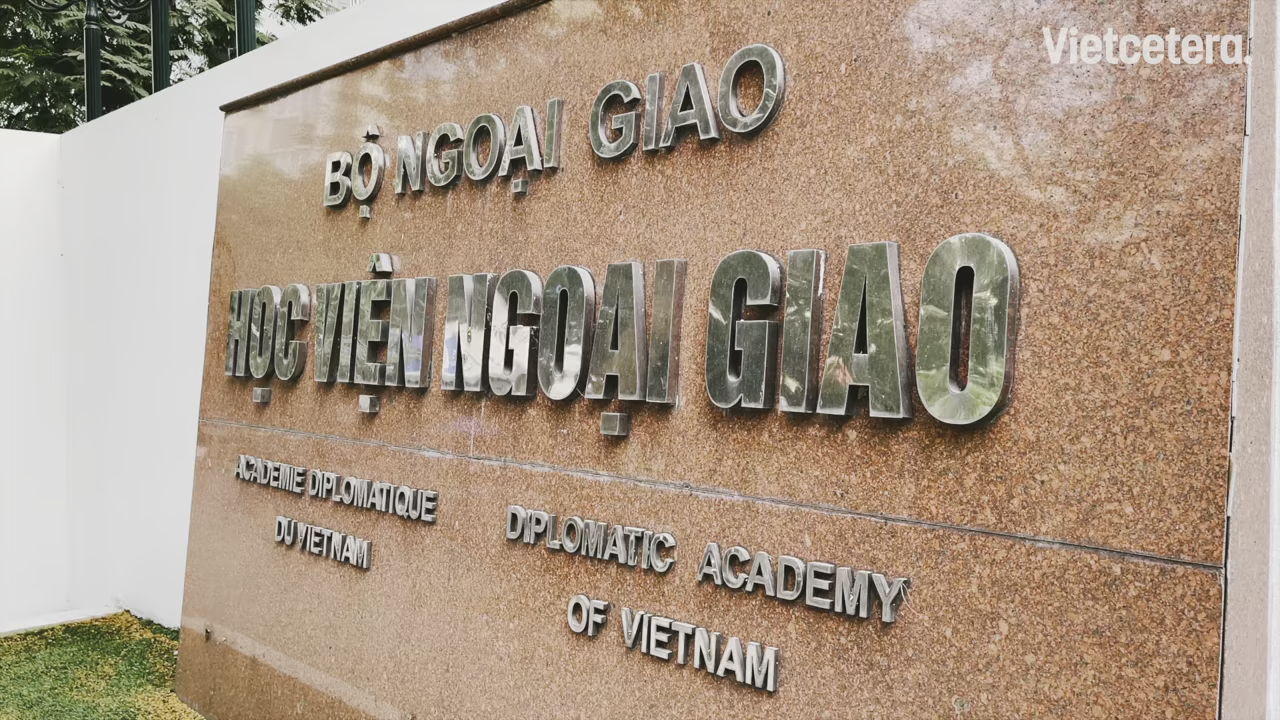 Vietcetera.
BỘ NGOẠI GIAO
HỌC VIỆN NGOẠI GIAO
ACADEMIE DIPLOMATIQUE
DU VIETNAM
DIPLOMATIC ACADEMY
OF VIETNAM